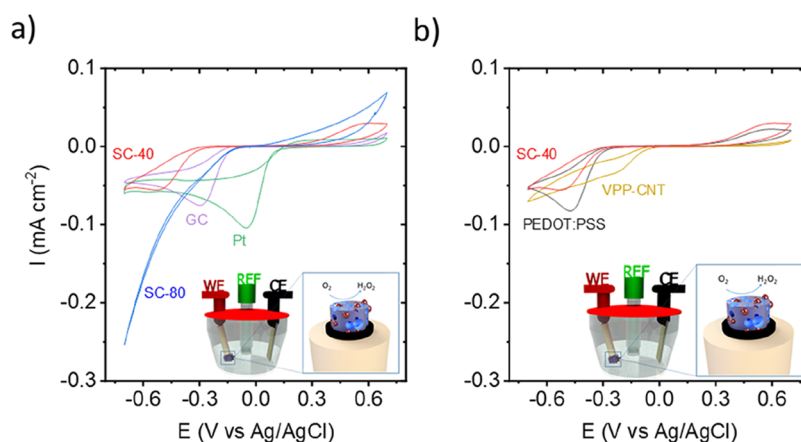 a)
I (mA cm⁻²)
0.1
0.0
-0.1
-0.2
-0.3
SC-40
GC
Pt
SC-80
WE
REF
CE
O₂
H₂O₂
-0.6
-0.3
0.0
0.3
0.6
E (V vs Ag/AgCl)
b)
I (mA cm⁻²)
0.1
0.0
-0.1
-0.2
-0.3
SC-40
VPP-CNT
PEDOT:PSS
WE
REF
CE
O₂
H₂O₂
-0.6
-0.3
0.0
0.3
0.6
E (V vs Ag/AgCl)